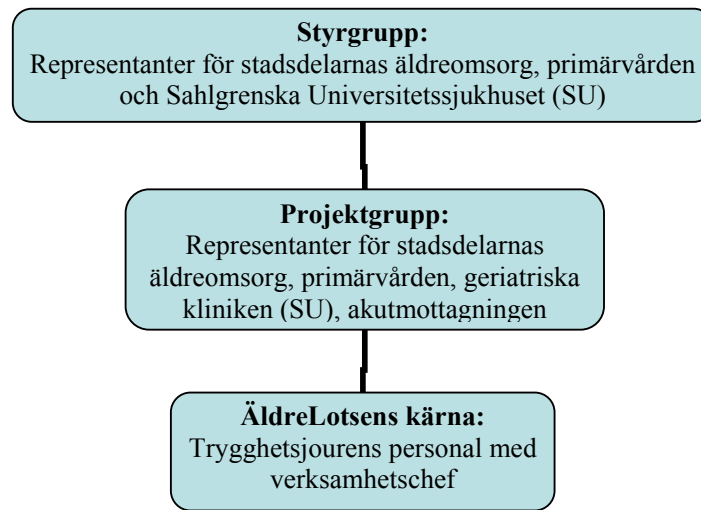 Styrgrupp:
Representanter för stadsdelarnas äldreomsorg, primärvården
och Sahlgrenska Universitetssjukhuset (SU)
Projektgrupp:
Representanter för stadsdelarnas
äldreomsorg, primärvården, geriatriska
kliniken (SU), akutmottagningen
ÄldreLotsens kärna:
Trygghetsjourens personal med
verksamhetschef